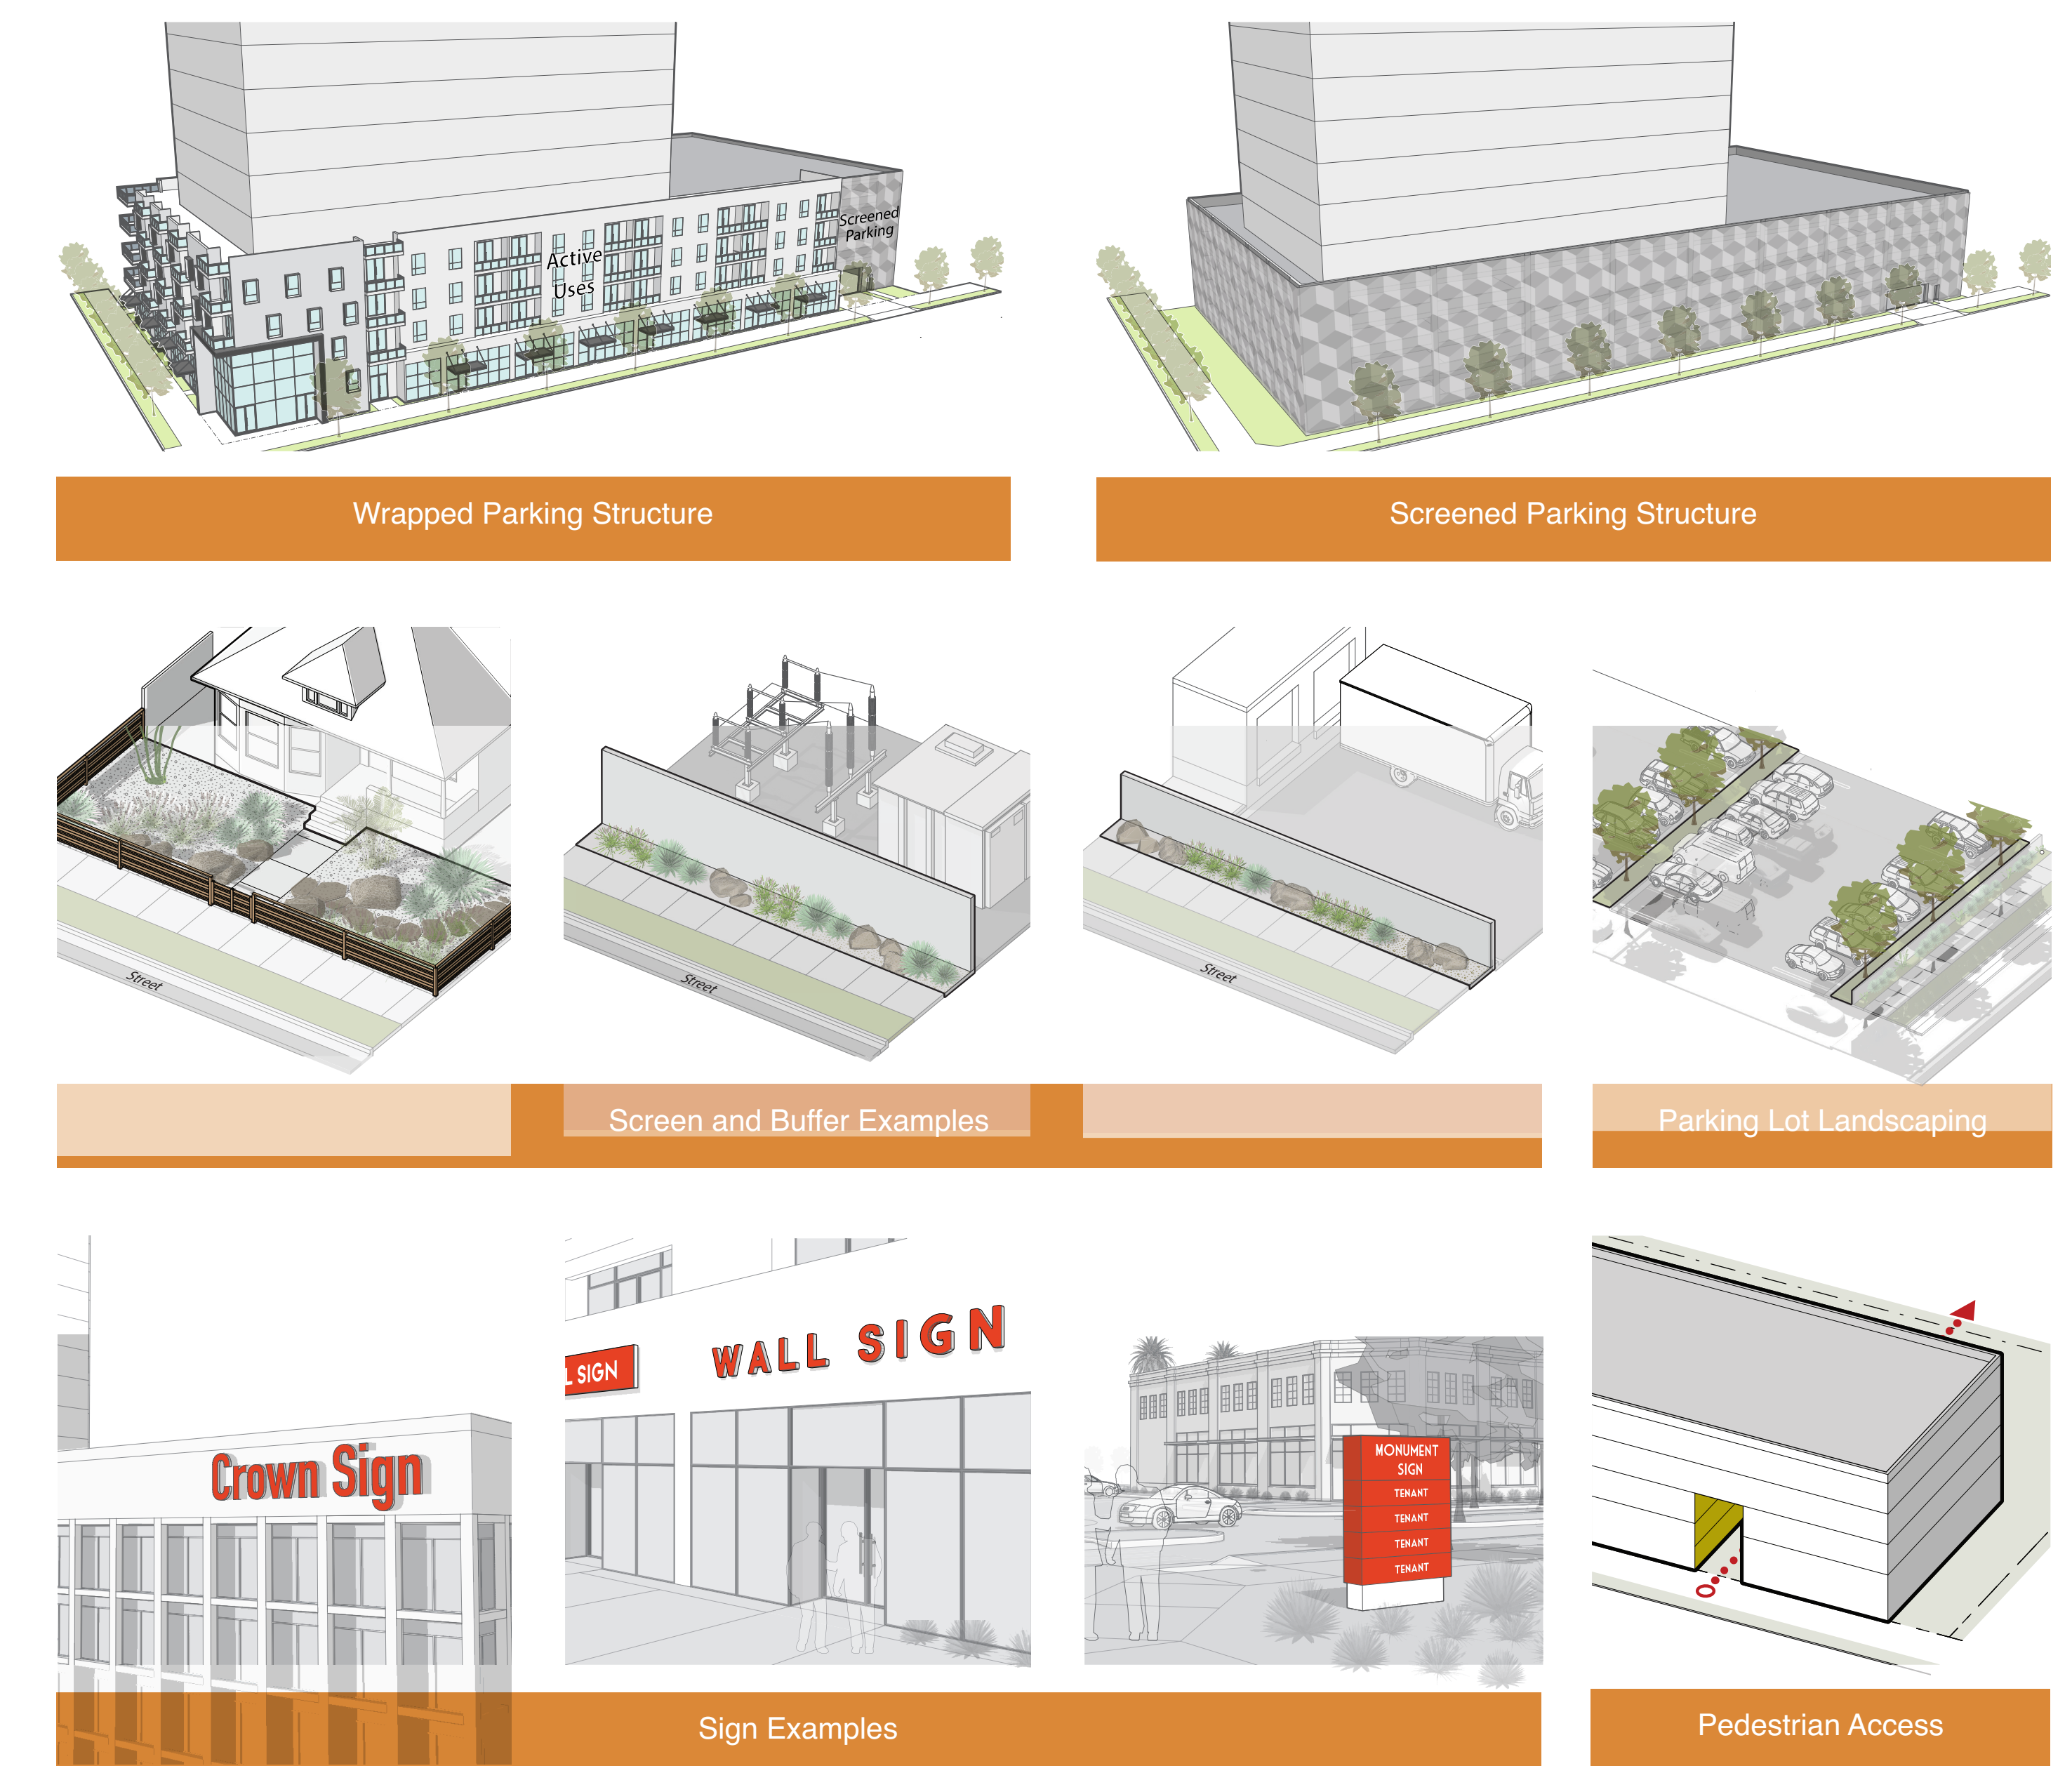 Active
Uses
Screened
Parking
Wrapped Parking Structure
Screened Parking Structure
Street
Street
Street
Screen and Buffer Examples
Parking Lot Landscaping
Crown Sign
L SIGN
WALL SIGN
MONUMENT
SIGN
TENANT
TENANT
TENANT
TENANT
Sign Examples
Pedestrian Access